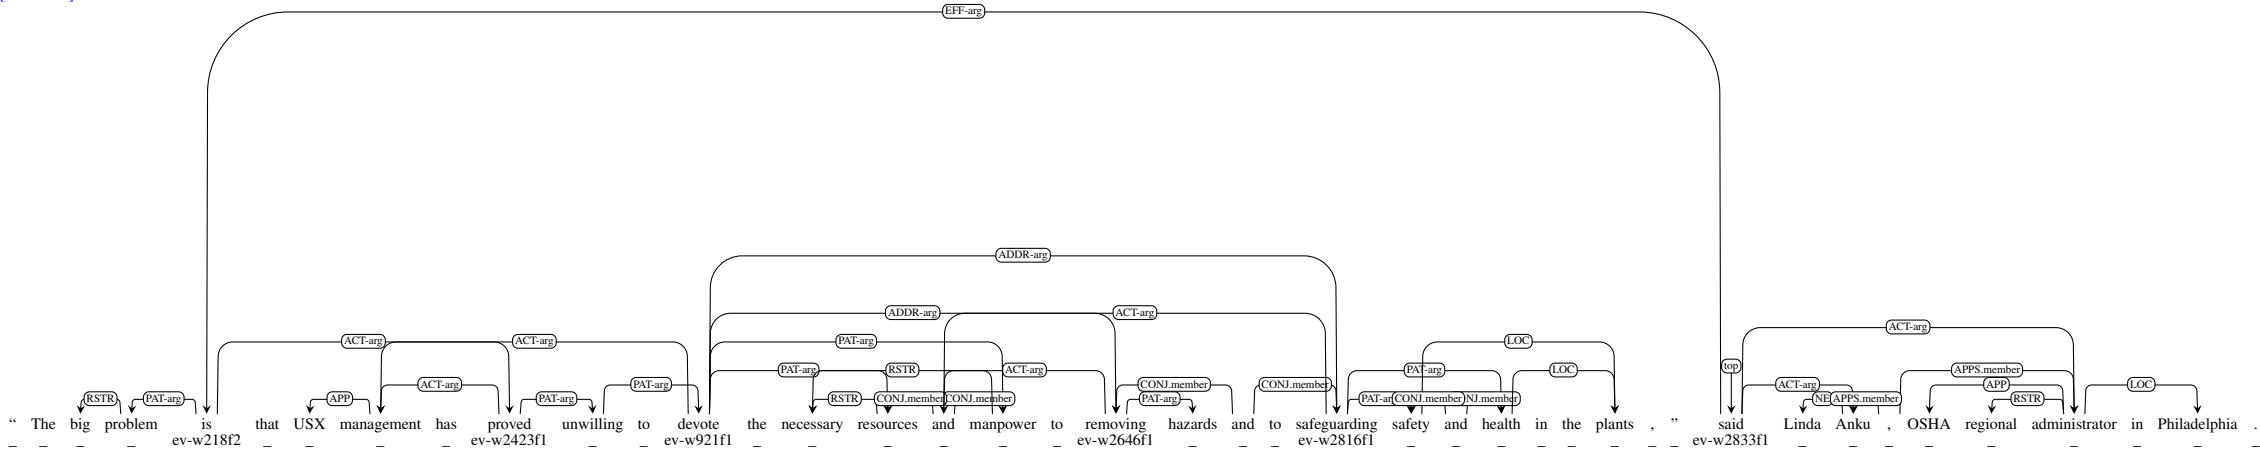 EFF-arg
ADDR-arg
ADDR-arg ACT-arg
ACT-arg
ACT-arg ACT-arg PAT-arg LOC
top
PAT-arg RSTR ACT-arg PAT-arg LOC APPS.member
ACT-arg PAT-arg CONJ.member CONJ.member ACT-arg APP LOC
RSTR PAT-arg APP PAT-arg RSTR CONJ.member CONJ.member PAT-arg CONJ.member APPS.member RSTR
“ The big problem is that USX management has proved unwilling to devote the necessary resources and manpower to removing hazards and to safeguarding safety and health in the plants , ” said Linda Anku , OSHA regional administrator in Philadelphia .
_ _ _ _ ev-w218f2 _ _ _ _ ev-w2423f1 _ _ ev-w921f1 _ _ _ _ _ _ ev-w2646f1 _ _ _ ev-w2816f1 _ _ _ _ _ _ _ _ ev-w2833f1 _ _ _ _ _ _ _ _ _